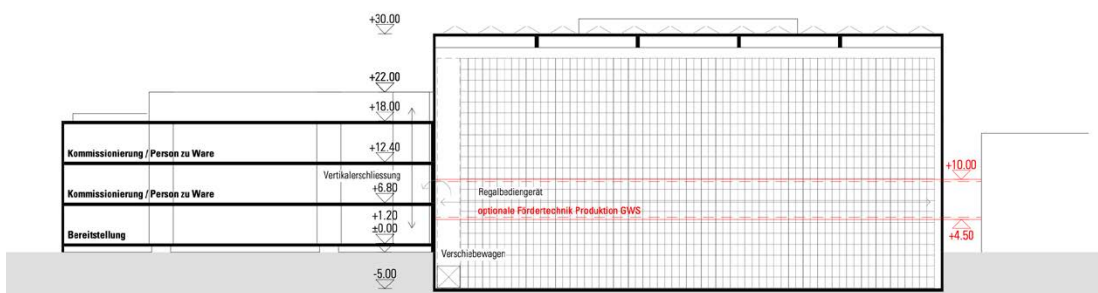 +30.00
+22.00
+18.00
Kommissionierung / Person zu Ware
+12.40
Vertikalerschliessung
+10.00
Kommissionierung / Person zu Ware
+6.80
Regalbediengerät
optionale Fördertechnik Produktion GWS
+1.20
Bereitstellung
±0.00
+4.50
Verschiebewagen
-5.00